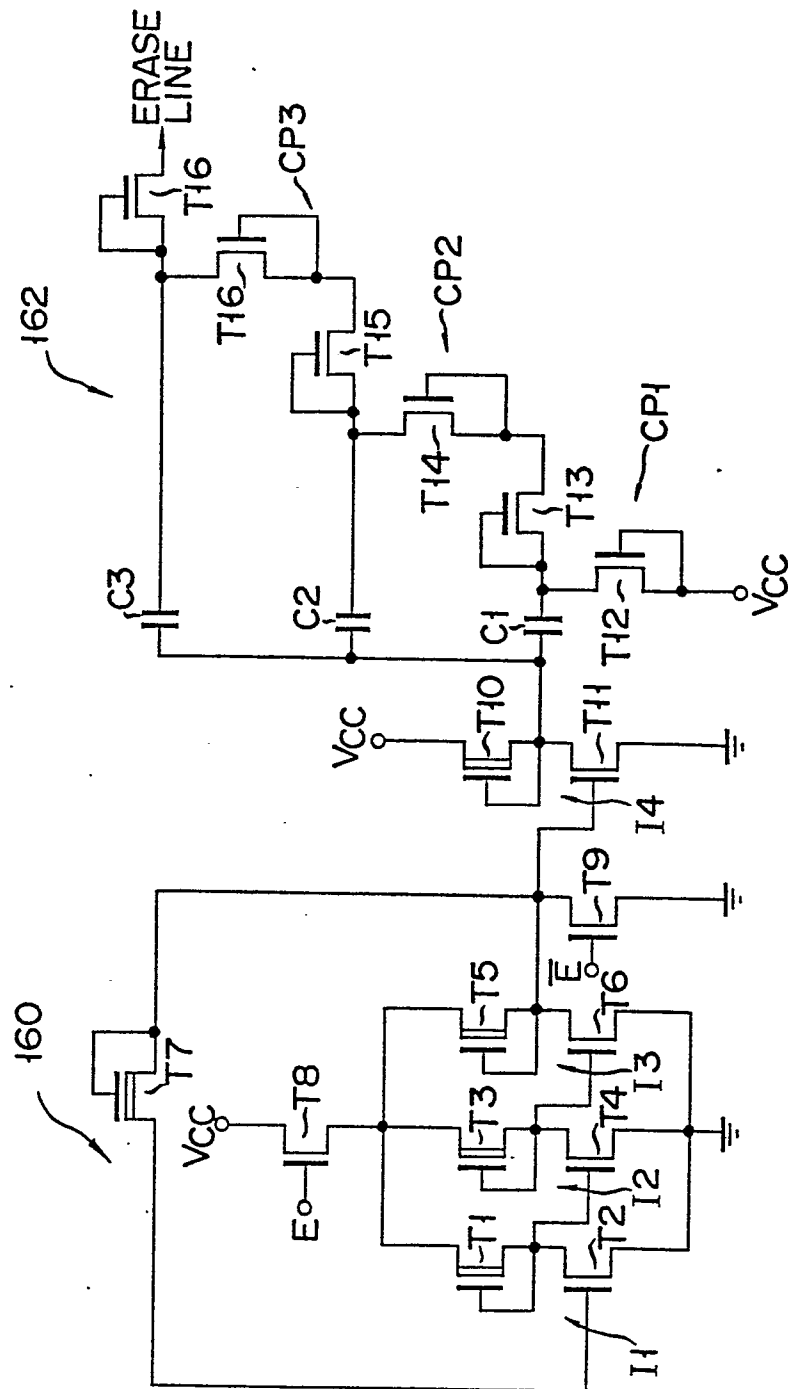 160
162
T7
VCC
T8
E
T1
T3
T5
T2
T4
T6
I1
I2
I3
E
T9
VCC
T10
T11
I4
C3
C2
C1
T12
VCC
CP1
T13
T14
CP2
T15
T16
CP3
T16
ERASE
LINE